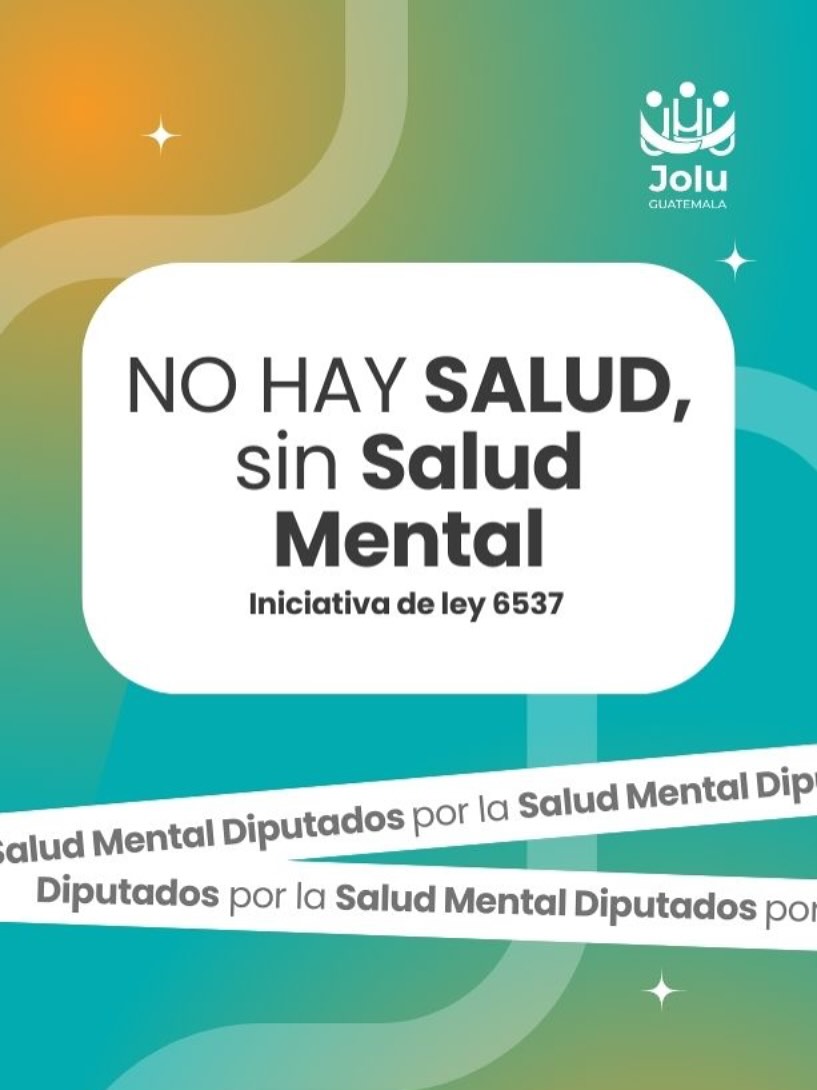 Jolu
GUATEMALA
NO HAY SALUD,
sin Salud
Mental
Iniciativa de ley 6537
Salud Mental Diputados por la Salud Mental Dipu
Diputados por la Salud Mental Diputados por